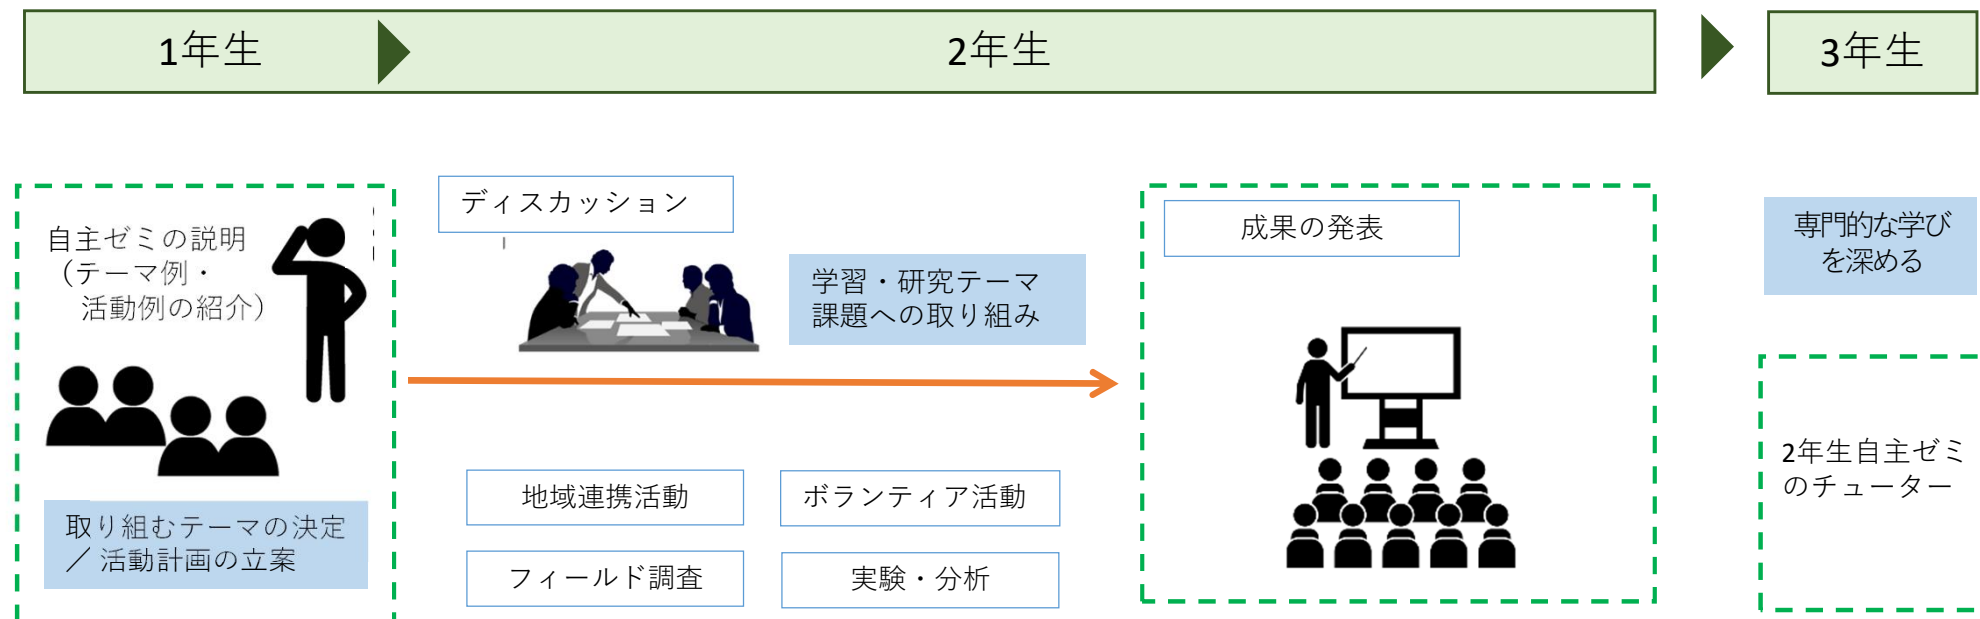 1年生
2年生
3年生
自主ゼミの説明
（テーマ例・
活動例の紹介）
取り組むテーマの決定
／活動計画の立案
ディスカッション
学習・研究テーマ
課題への取り組み
地域連携活動
ボランティア活動
フィールド調査
実験・分析
成果の発表
専門的な学び
を深める
2年生自主ゼミ
のチューター